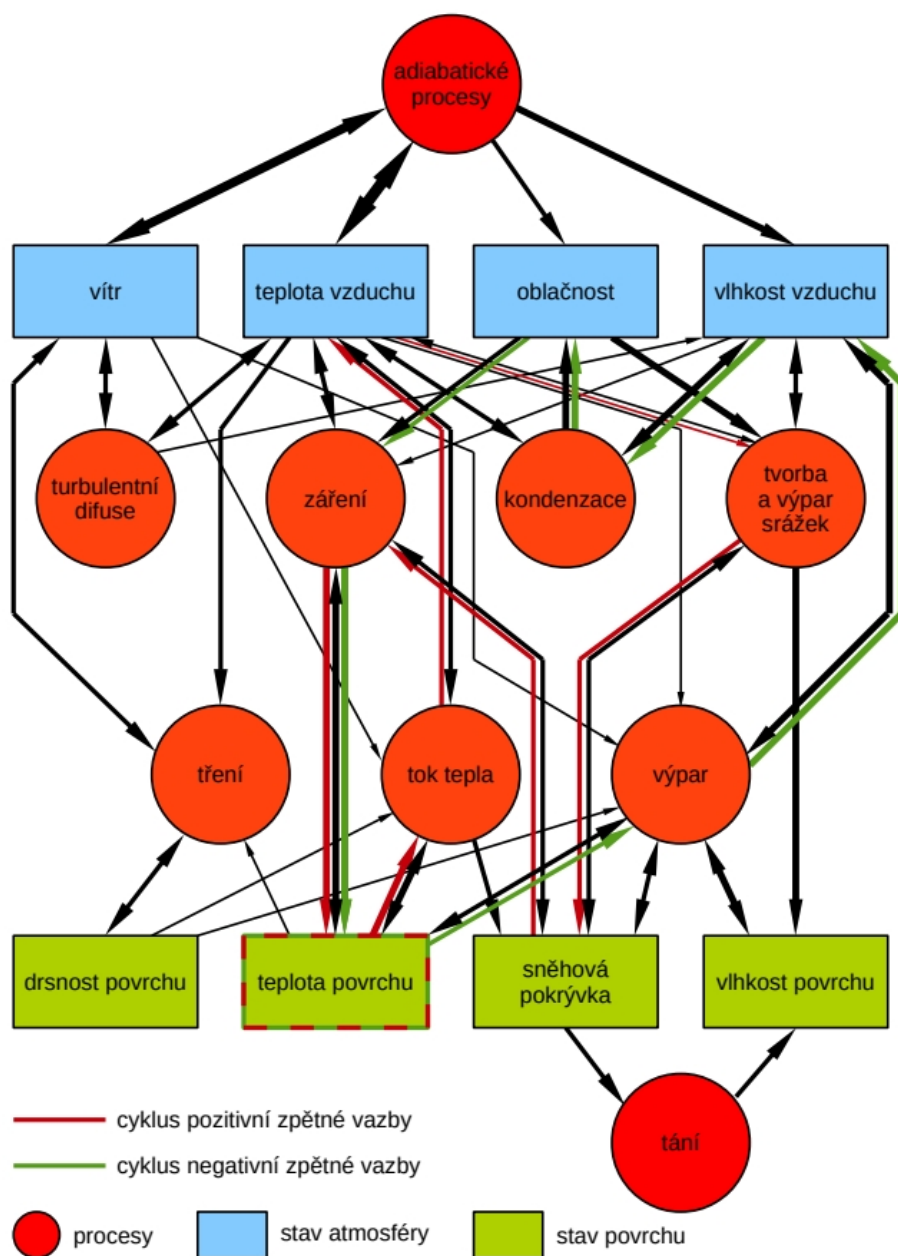 adiabatické
procesy
vítr
teplota vzduchu
oblačnost
vlhkost vzduchu
turbulentní
difuse
záření
kondenzace
tvorba
a výpar
srážek
tření
tok tepla
výpar
drsnost povrchu
teplota povrchu
sněhová
pokrývka
vlhkost povrchu
tání
cyklus pozitivní zpětné vazby
cyklus negativní zpětné vazby
procesy
stav atmosféry
stav povrchu